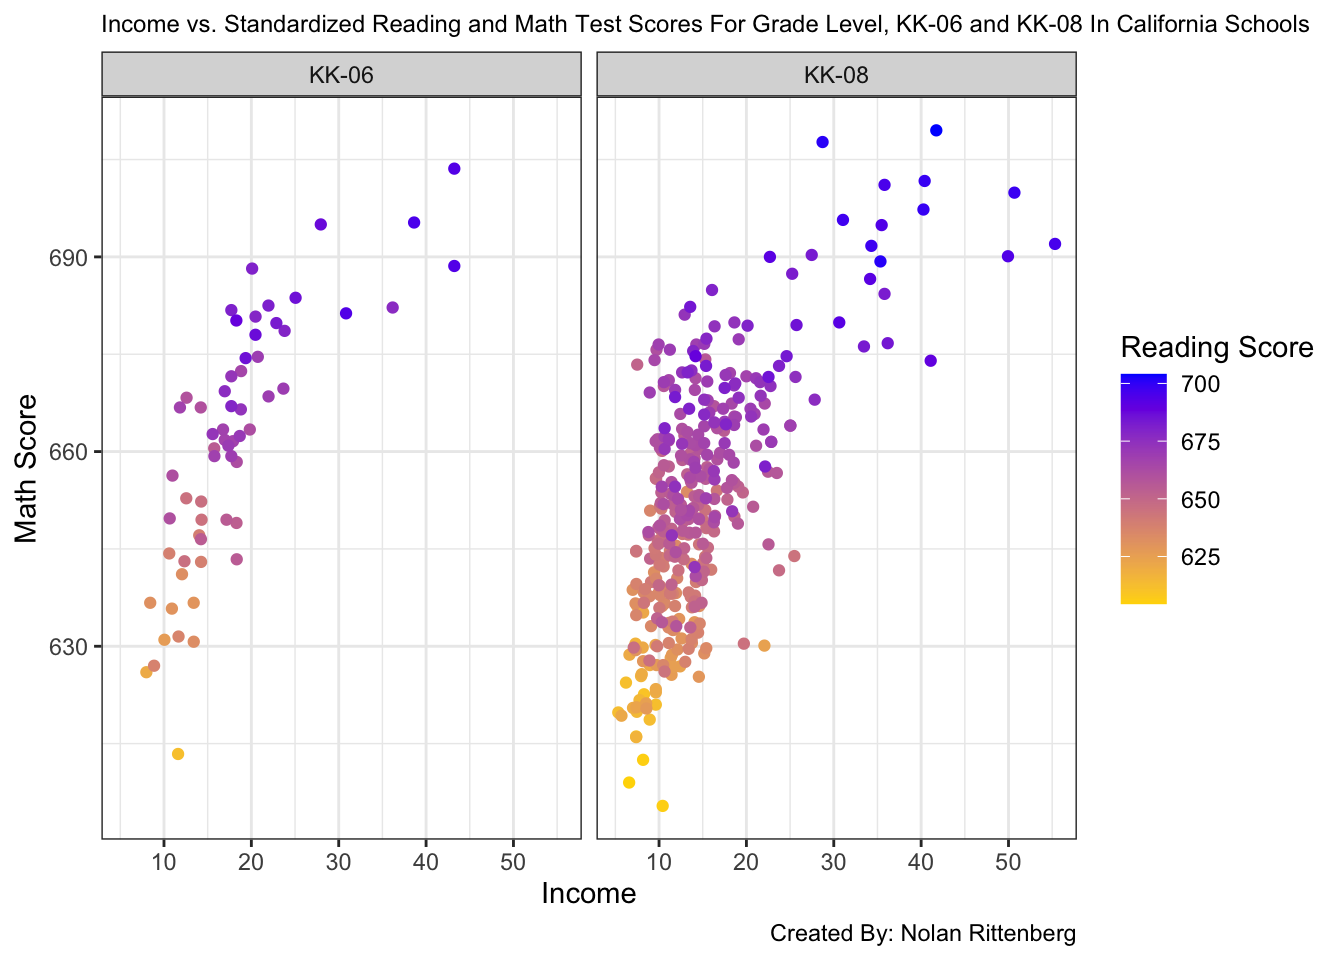 Income vs. Standardized Reading and Math Test Scores For Grade Level, KK-06 and KK-08 In California Schools
KK-06
KK-08
Math Score
690
660
630
10
20
30
40
50
10
20
30
40
50
Income
Reading Score
700
675
650
625
Created By: Nolan Rittenberg